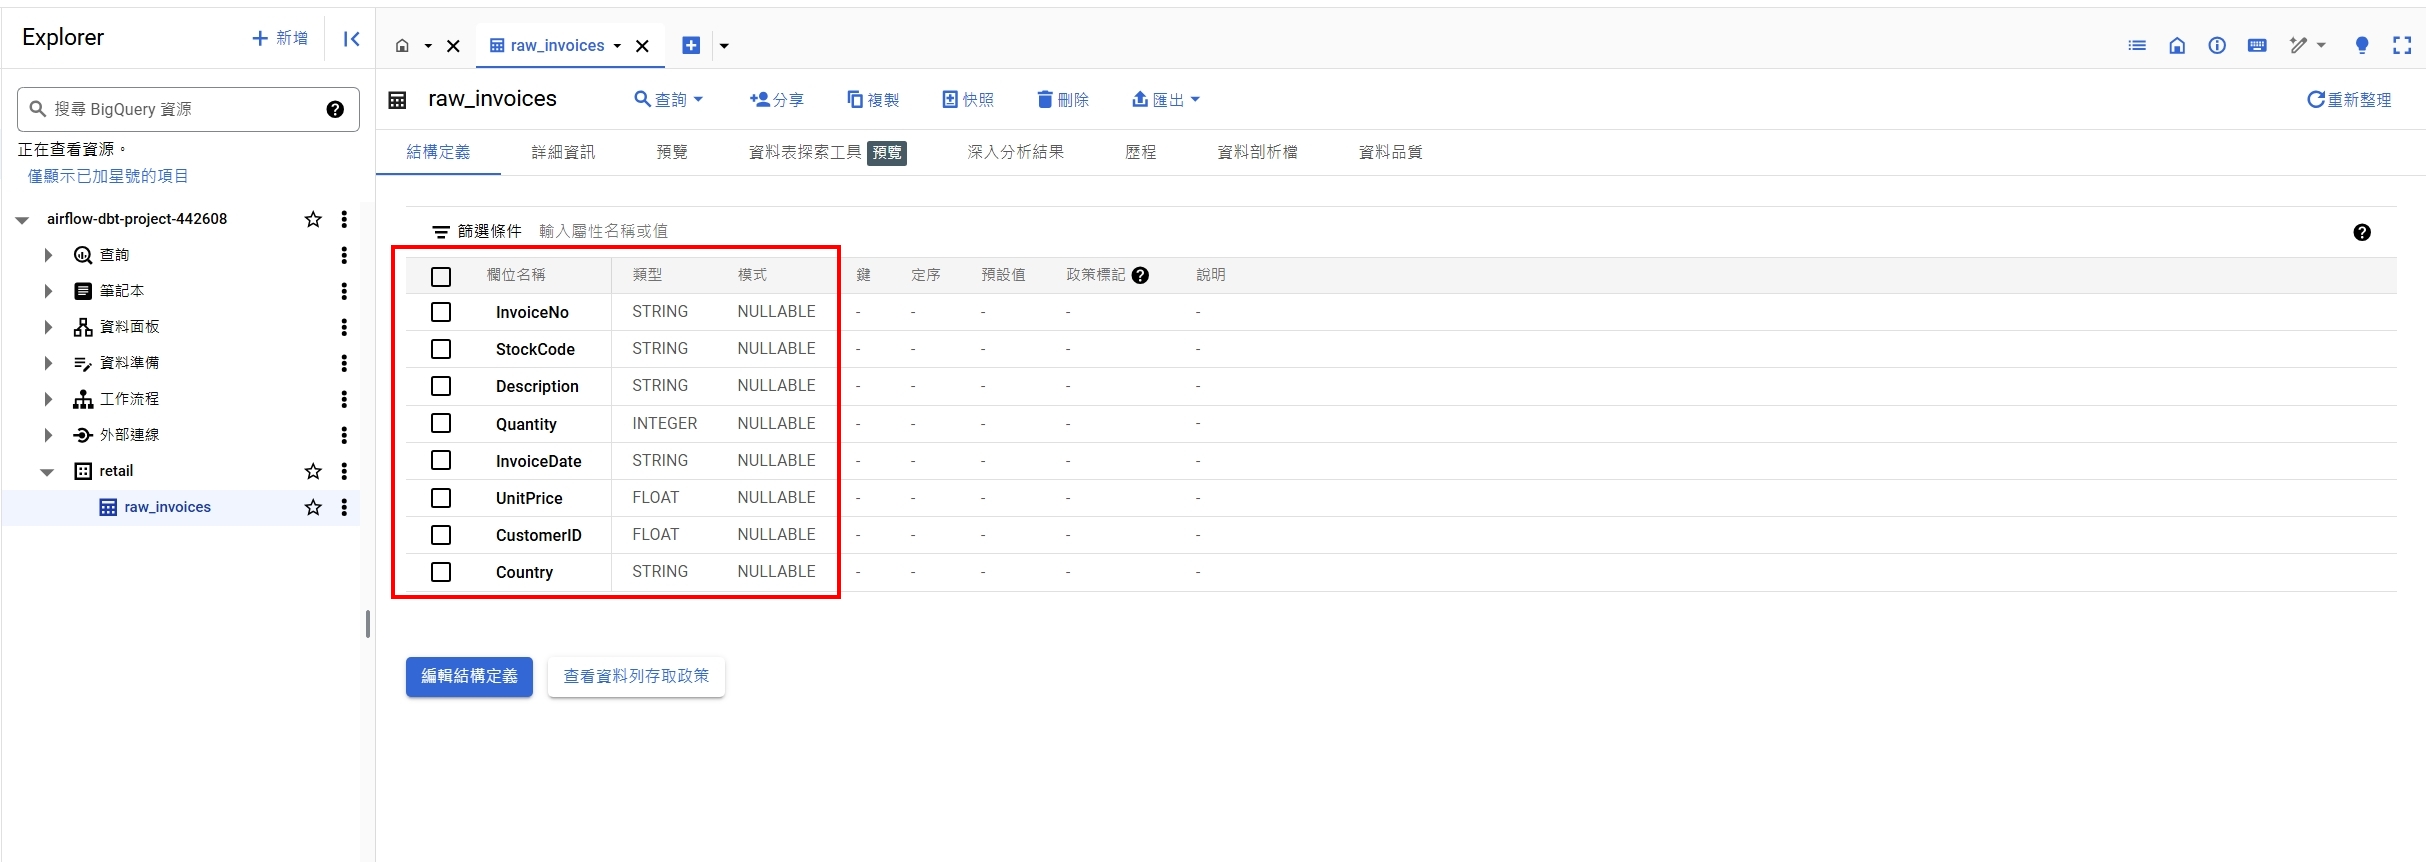 Explorer
新增
搜尋 BigQuery 資源
正在查看資源。
僅顯示已加星號的項目
airflow-dbt-project-442608
查詢
筆記本
資料面板
資料準備
工作流程
外部連線
retail
raw_invoices
raw_invoices
raw_invoices 查詢 分享 複製 快照 刪除 匯出 重新整理
結構定義 詳細資訊 預覽 資料表探索工具 預覽 深入分析結果 歷程 資料剖析檔 資料品質
篩選條件 輸入屬性名稱或值
欄位名稱 類型 模式 鍵 定序 預設值 政策標記 說明
InvoiceNo STRING NULLABLE - - - - -
StockCode STRING NULLABLE - - - - -
Description STRING NULLABLE - - - - -
Quantity INTEGER NULLABLE - - - - -
InvoiceDate STRING NULLABLE - - - - -
UnitPrice FLOAT NULLABLE - - - - -
CustomerID FLOAT NULLABLE - - - - -
Country STRING NULLABLE - - - - -
編輯結構定義 查看資料列存取政策